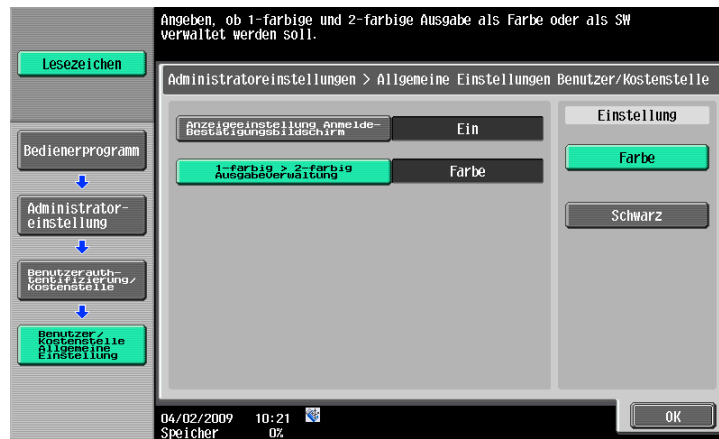 Angeben, ob 1-farbige und 2-farbige Ausgabe als Farbe oder als SW
verwaltet werden soll.
Lesezeichen
Administratoreinstellungen > Allgemeine Einstellungen Benutzer/Kostenstelle
Anzeigeeinstellung Anmelde-
Bestätigungsbildschirm
Ein
1-farbig > 2-farbig
Ausgabeverwaltung
Farbe
Einstellung
Farbe
Schwarz
Bedienerprogramm
Administrator-
einstellung
Benutzerauth-
tentifizierung/
Kostenstelle
Benutzer/
Kostenstelle
Allgemeine
Einstellung
04/02/2009 10:21
Speicher 0%
OK